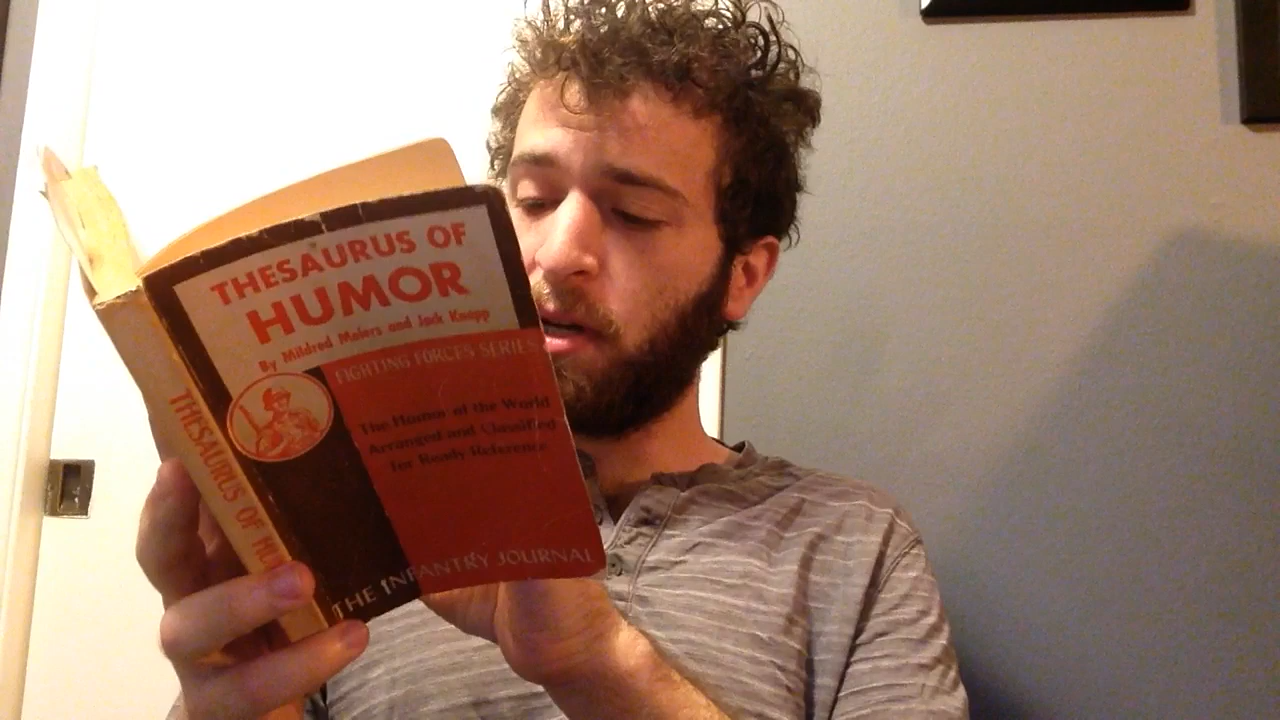 THESAURUS OF
HUMOR
By Mildred Meiers and Jack Knapp
FIGHTING FORCES SERIES
The Humor of the World
Arranged and Classified
for Ready Reference
THE INFANTRY JOURNAL
THESAURUS OF HU